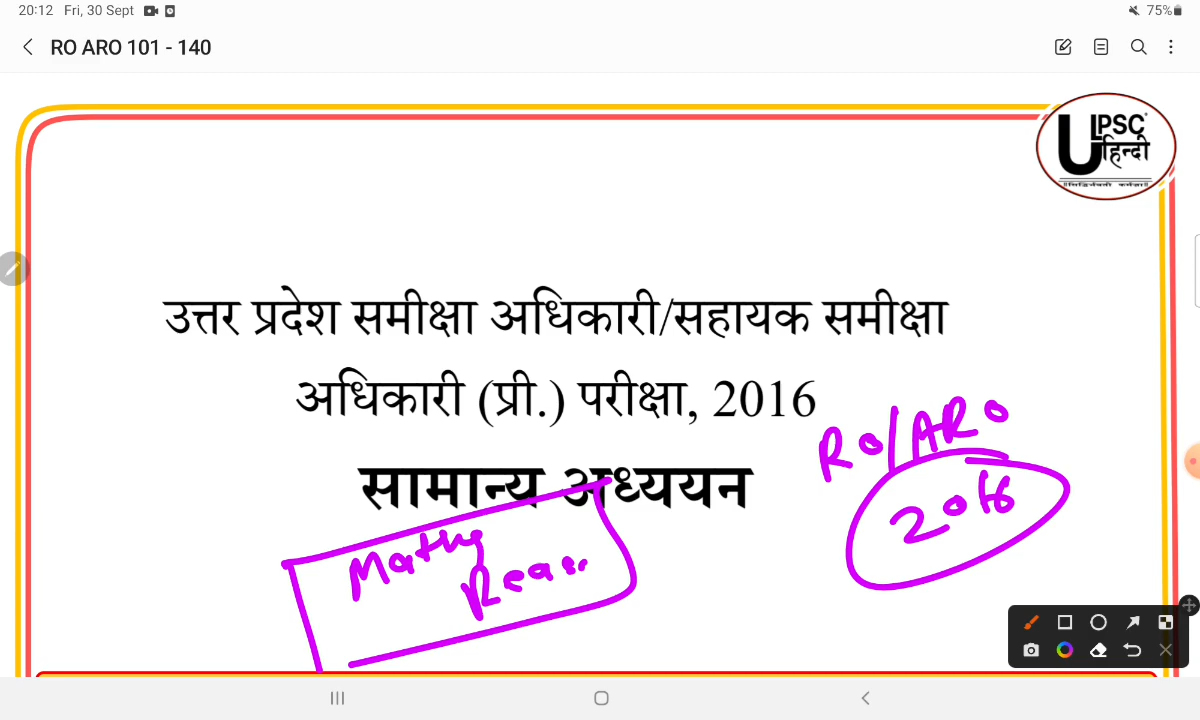 20:12 Fri, 30 Sept 75%
RO ARO 101 - 140
UPSC
हिन्दी
उत्तर प्रदेश समीक्षा अधिकारी/सहायक समीक्षा
अधिकारी (प्री.) परीक्षा, 2016
RO/ARO
सामान्य अध्ययन
2016
Maths
Reas